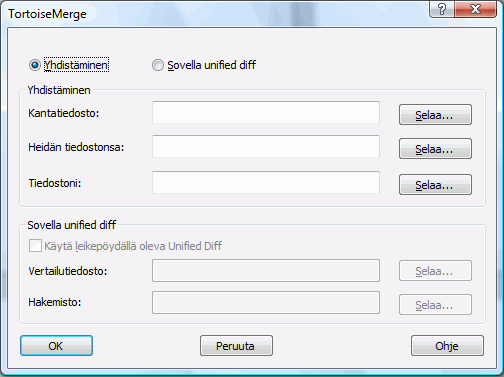 TortoiseMerge
Yhdistäminen
Sovella unified diff
Yhdistäminen
Kantatiedosto:
Selaa...
Heidän tiedostonsa:
Selaa...
Tiedostoni:
Selaa...
Sovella unified diff
Käytä leikepöydällä oleva Unified Diff
Vertailutiedosto:
Selaa...
Hakemisto:
Selaa...
OK
Peruuta
Ohje